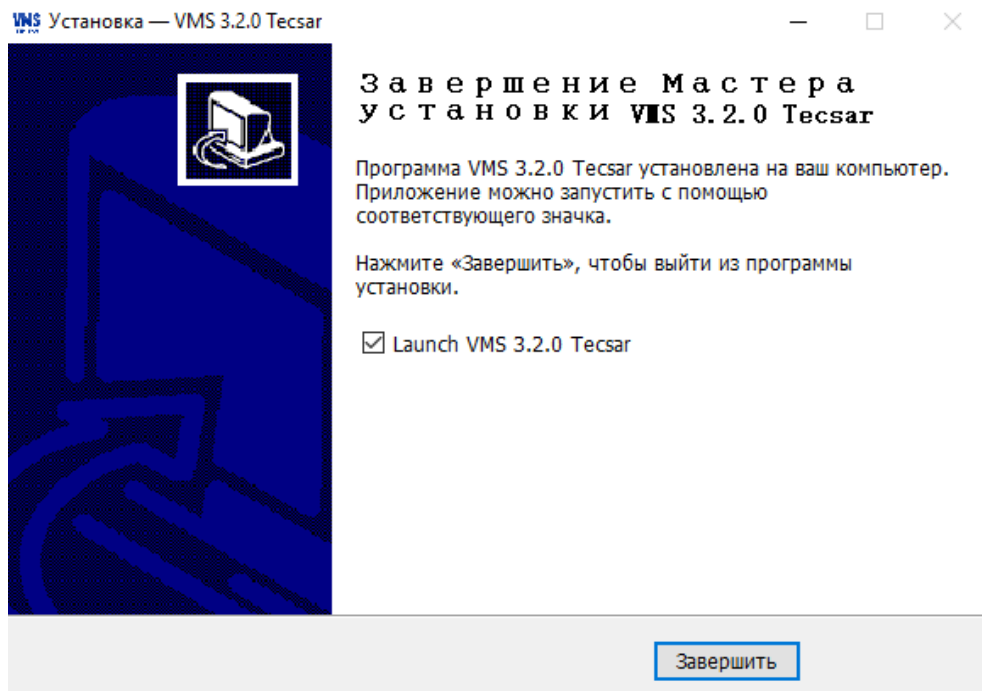 VMS Установка — VMS 3.2.0 Tecsar
Завершение Мастера
установки VMS 3.2.0 Tecsar
Программа VMS 3.2.0 Tecsar установлена на ваш компьютер.
Приложение можно запустить с помощью
соответствующего значка.
Нажмите «Завершить», чтобы выйти из программы
установки.
Launch VMS 3.2.0 Tecsar
Завершить